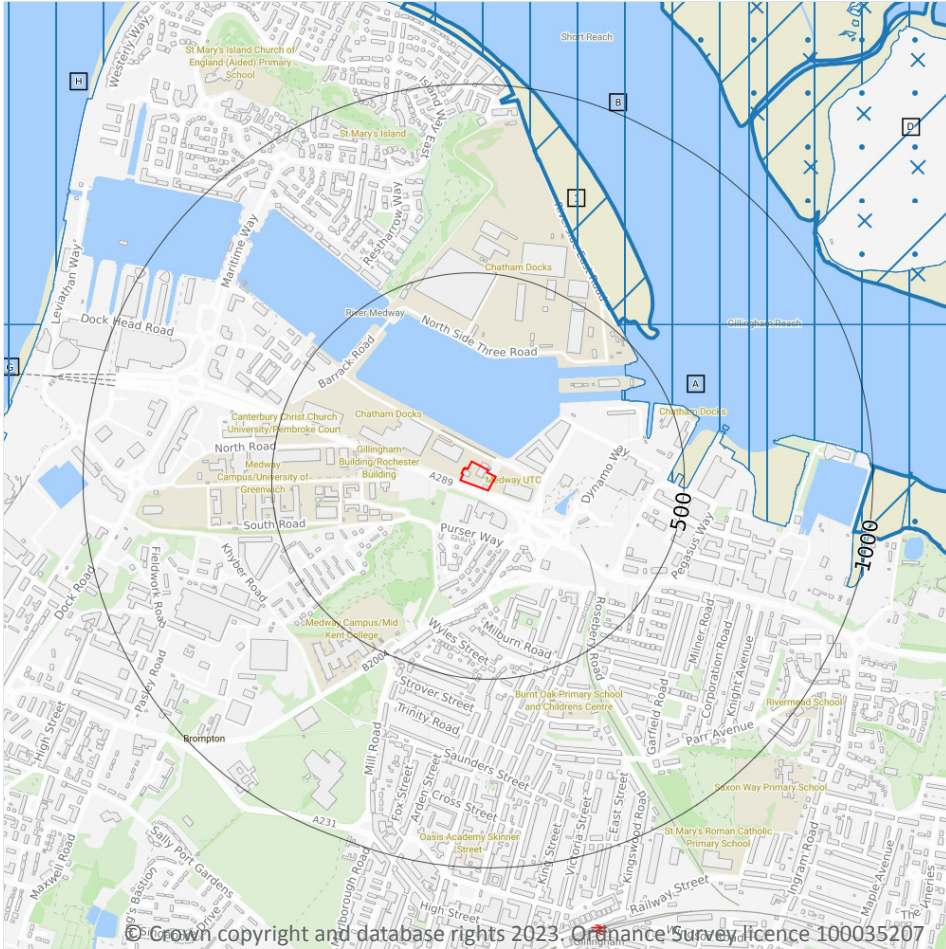 Westerly Way
St Mary's Island Church of
England (Aided) Primary
School
H
Island Way East
Short Reach
B
D
St Mary's Island
Restharrow Way
Maritime Way
Riverside East Road
Chatham Docks
Leviathan Way
Dock Head Road
River Medway
North Side Three Road
Gillingham Reach
G
Barrack Road
A
Canterbury Christ Church
University/Pembroke Court
Chatham Docks
Chatham Docks
North Road
Gillingham
Building/Rochester
Building
Medway
Campus/University of
Greenwich
A289
Medway UTC
Dynamo Way
500
South Road
Purser Way
Pegasus Way
1000
Khyber Road
Fieldwork Road
Dock Road
Medway Campus/Mid
Kent College
B2004
Wyles Street
Milburn Road
Rosebery Road
Milner Road
Corporation Road
Knight Avenue
Pasley Road
Strover Street
Burnt Oak Primary School
and Childrens Centre
Garfield Road
Rivermead School
High Street
Trinity Road
Parr Avenue
Brompton
Mill Road
Saunders Street
Fox Street
Arden Street
Cross Street
Saxon Way Primary School
A231
East Street
Kingswood Road
Victoria Street
King Street
Oasis Academy Skinner
Street
St Mary's Roman Catholic
Primary School
Ingram Road
Maple Avenue
Maxwell Road
Sally Port
Gardens
Railway Street
High Street
Gillingham
© Crown copyright and database rights 2023. Ordnance Survey licence 100035207